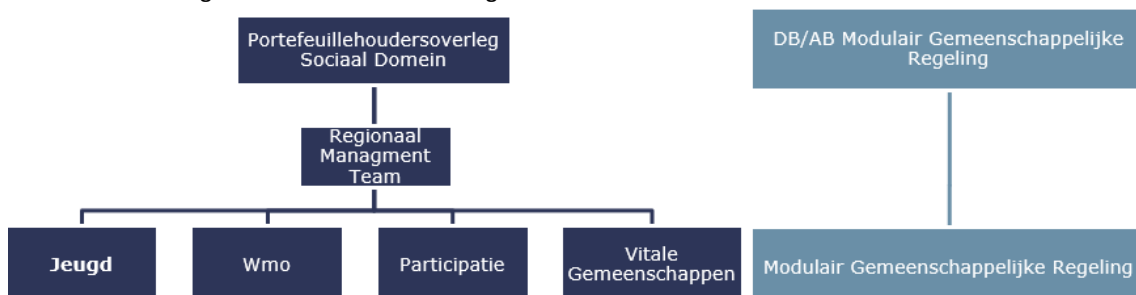 Portefeuillehoudersoverleg
Sociaal Domein
DB/AB Modulair Gemeenschappelijke
Regeling
Regionaal
Managment
Team
Jeugd
Wmo
Participatie
Vitale
Gemeenschappen
Modulair Gemeenschappelijke Regeling